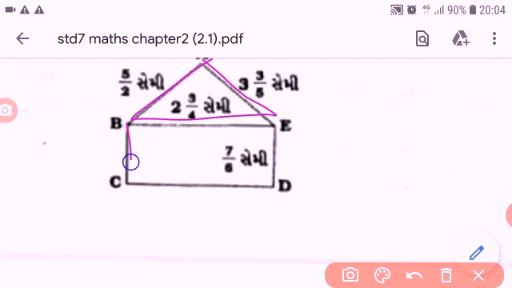 4G 90% 20:04
std7 maths chapter2 (2.1).pdf
5/2 સેમી
3 3/5 સેમી
2 3/4 સેમી
B
E
7/6 સેમી
C
D